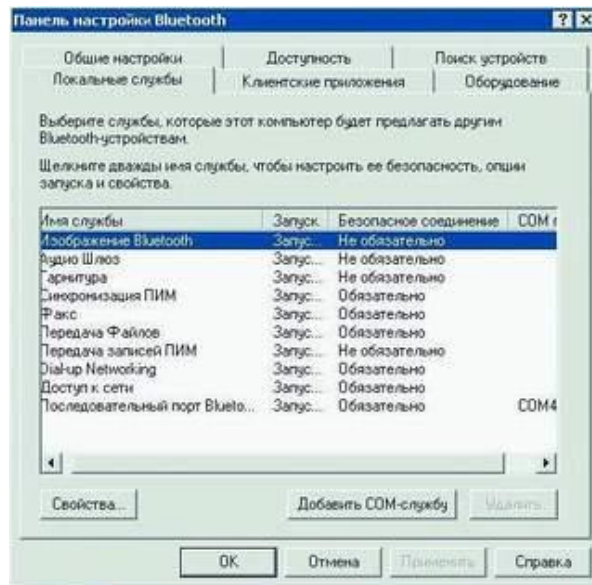 Панель настройки Bluetooth
Общие настройки Доступность Поиск устройств
Локальные службы Клиентские приложения Оборудование
Выберите службы, которые этот компьютер будет предлагать другим
Bluetooth-устройствам.
Щелкните дважды имя службы, чтобы настроить ее безопасность, опции
запуска и свойства.
Имя службы Запуск Безопасное соединение COM
Изображение Bluetooth Запус... Не обязательно
Аудио Шлюз Запус... Не обязательно
Гарнитура Запус... Не обязательно
Синхронизация ПИМ Запус... Обязательно
Факс Запус... Обязательно
Передача Файлов Запус... Обязательно
Передача записей ПИМ Запус... Не обязательно
Dial-up Networking Запус... Обязательно
Доступ к сети Запус... Обязательно
Последовательный порт Blueto... Запус... Обязательно COM4
Свойства... Добавить COM-службу Удалить
OK Отмена Применить Справка